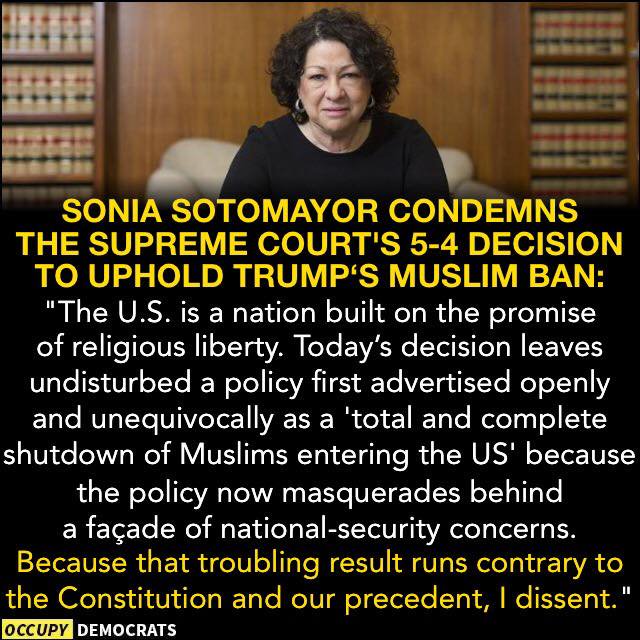 SONIA SOTOMAYOR CONDEMNS
THE SUPREME COURT'S 5-4 DECISION
TO UPHOLD TRUMP‘S MUSLIM BAN:
"The U.S. is a nation built on the promise
of religious liberty. Today’s decision leaves
undisturbed a policy first advertised openly
and unequivocally as a 'total and complete
shutdown of Muslims entering the US' because
the policy now masquerades behind
a façade of national-security concerns.
Because that troubling result runs contrary to
the Constitution and our precedent, I dissent."
OCCUPY DEMOCRATS